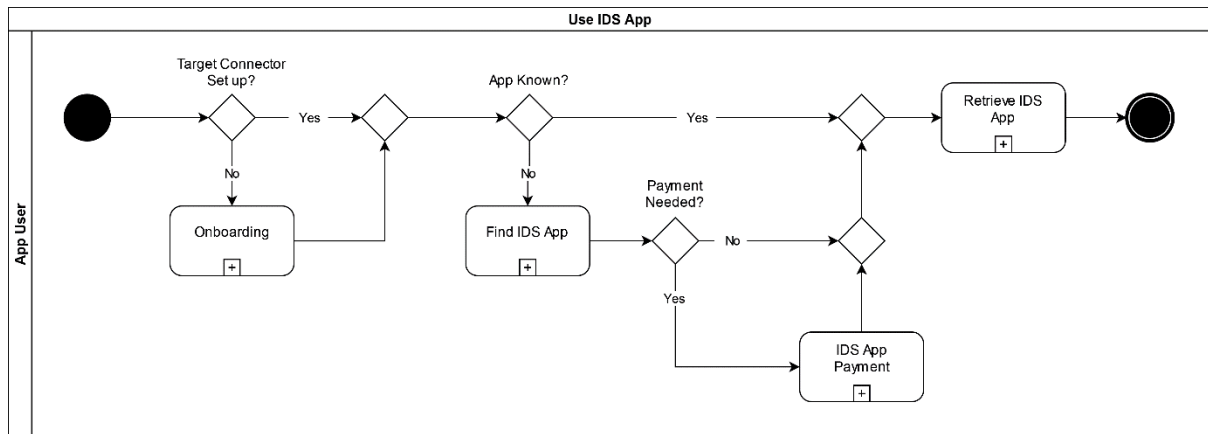 Use IDS App
App User
Target Connector
Set up?
Yes
No
Onboarding
+
App Known?
Yes
No
Find IDS App
+
Payment
Needed?
No
Yes
IDS App
Payment
+
Retrieve IDS
App
+